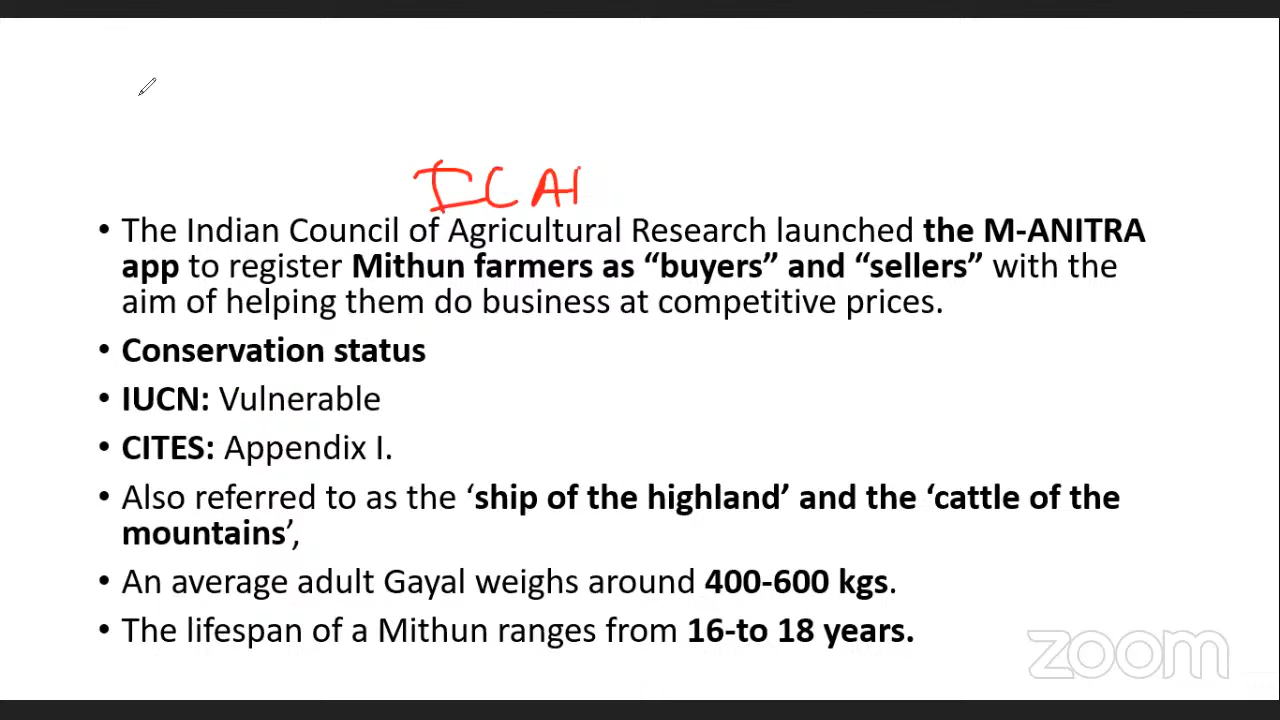 ICA
• The Indian Council of Agricultural Research launched the M-ANITRA
app to register Mithun farmers as “buyers” and “sellers” with the
aim of helping them do business at competitive prices.
• Conservation status
• IUCN: Vulnerable
• CITES: Appendix I.
• Also referred to as the ‘ship of the highland’ and the ‘cattle of the
mountains’,
• An average adult Gayal weighs around 400-600 kgs.
• The lifespan of a Mithun ranges from 16-to 18 years.
zoom